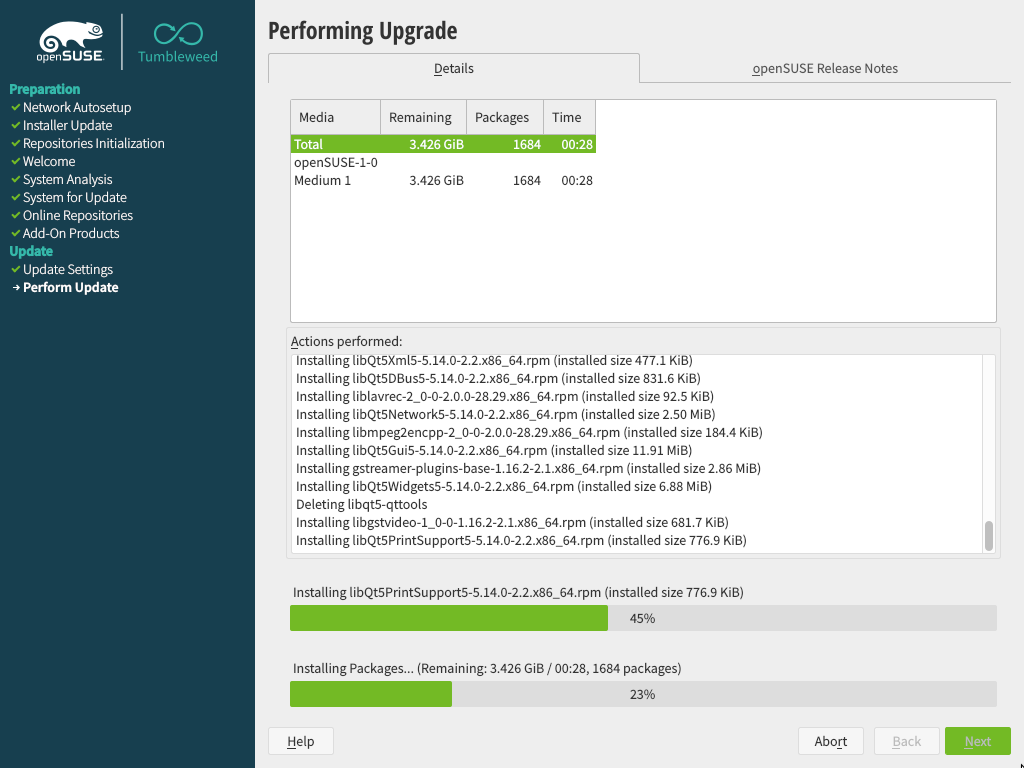 openSUSE
Tumbleweed
Preparation
Network Autosetup
Installer Update
Repositories Initialization
Welcome
System Analysis
System for Update
Online Repositories
Add-On Products
Update
Update Settings
Perform Update
Performing Upgrade
Details
openSUSE Release Notes
Media Remaining Packages Time
Total 3.426 GiB 1684 00:28
openSUSE-1-0
Medium 1 3.426 GiB 1684 00:28
Actions performed:
Installing libQt5Xml5-5.14.0-2.2.x86_64.rpm (installed size 477.1 KiB)
Installing libQt5DBus5-5.14.0-2.2.x86_64.rpm (installed size 831.6 KiB)
Installing liblavrec-2_0-0-2.0.0-28.29.x86_64.rpm (installed size 92.5 KiB)
Installing libQt5Network5-5.14.0-2.2.x86_64.rpm (installed size 2.50 MiB)
Installing libmpeg2encpp-2_0-0-2.0.0-28.29.x86_64.rpm (installed size 184.4 KiB)
Installing libQt5Gui5-5.14.0-2.2.x86_64.rpm (installed size 11.91 MiB)
Installing gstreamer-plugins-base-1.16.2-2.1.x86_64.rpm (installed size 2.86 MiB)
Installing libQt5Widgets5-5.14.0-2.2.x86_64.rpm (installed size 6.88 MiB)
Deleting libqt5-qttools
Installing libgstvideo-1_0-0-1.16.2-2.1.x86_64.rpm (installed size 681.7 KiB)
Installing libQt5PrintSupport5-5.14.0-2.2.x86_64.rpm (installed size 776.9 KiB)
Installing libQt5PrintSupport5-5.14.0-2.2.x86_64.rpm (installed size 776.9 KiB)
45%
Installing Packages... (Remaining: 3.426 GiB / 00:28, 1684 packages)
23%
Help
Abort
Back
Next